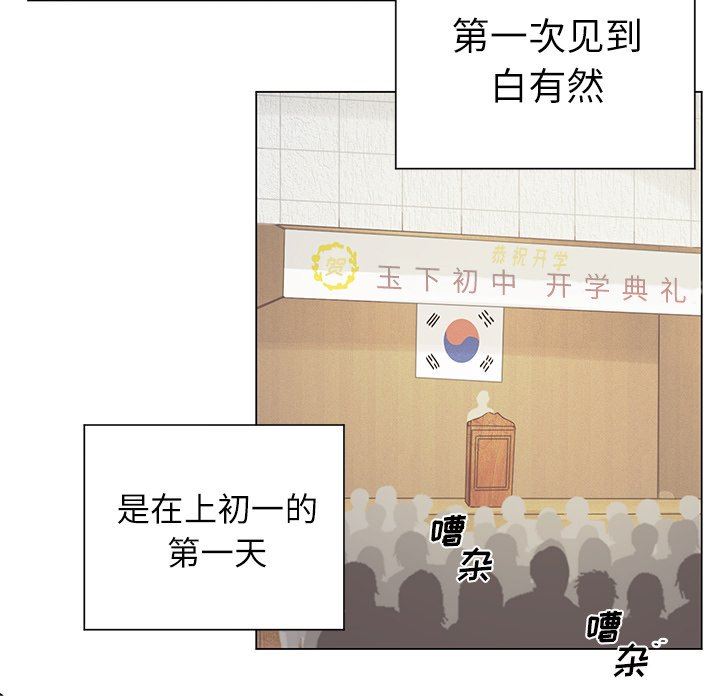 第一次见到
白有然
恭祝开学
贺
玉下初中 开学典礼
是在上初一的
第一天
嘈
杂
嘈
杂